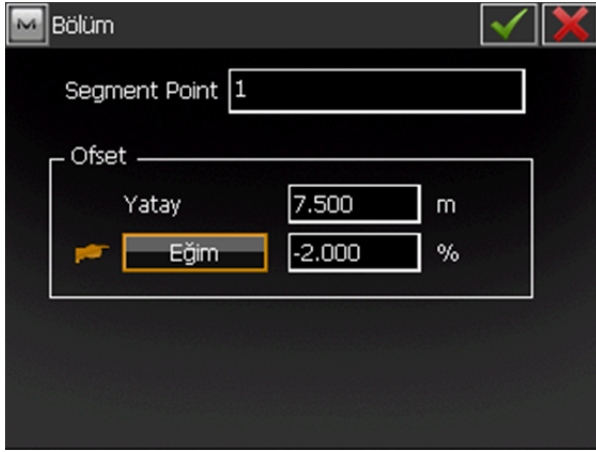 Bölüm
Segment Point 1
Ofset
Yatay 7.500 m
Eğim -2.000 %